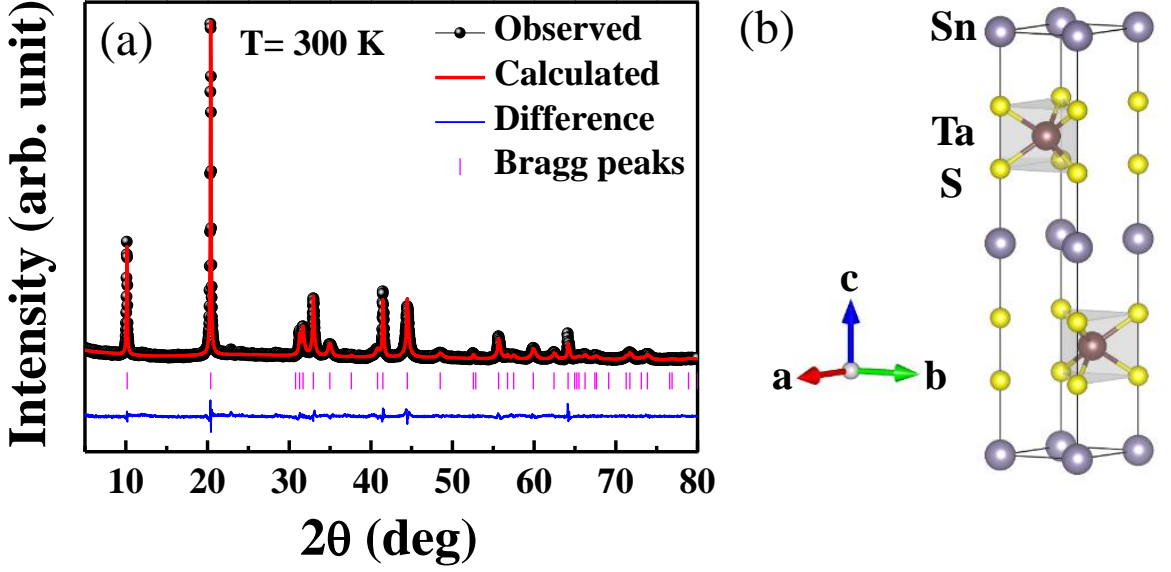 (a)
T= 300 K
Observed
Calculated
Difference
Bragg peaks
Intensity (arb. unit)
10 20 30 40 50 60 70 80
2θ (deg)
(b)
Sn
Ta
S
c
a
b